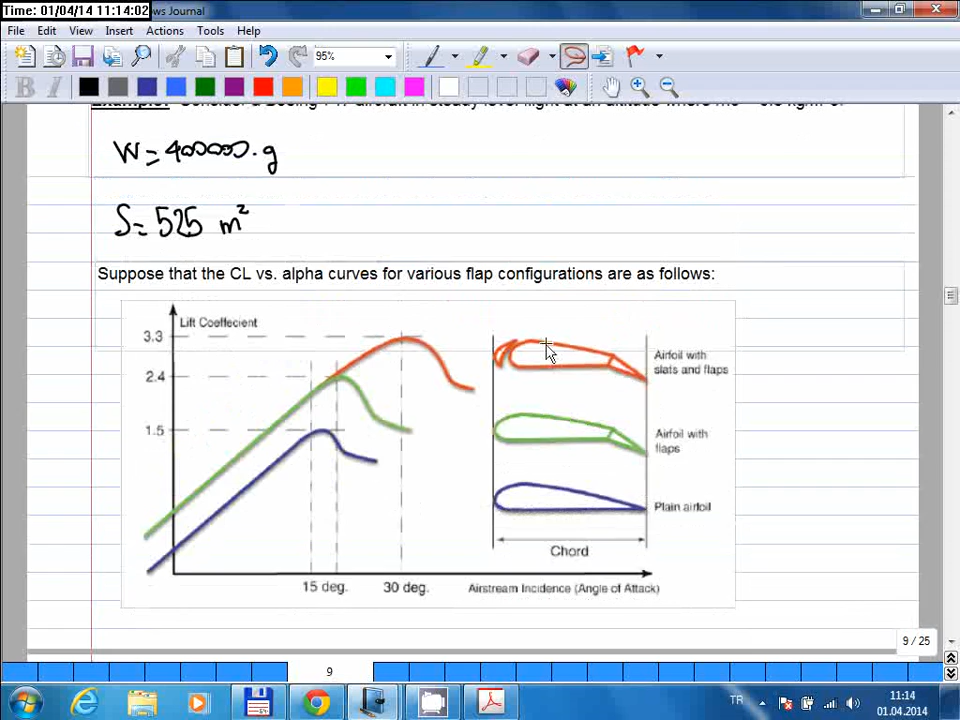 Time: 01/04/14 11:14:02
ws Journal
File Edit View Insert Actions Tools Help
95%
B I
W = 400000.g
S = 525 m²
Suppose that the CL vs. alpha curves for various flap configurations are as follows:
Lift Coeffecient
3.3
2.4
1.5
15 deg.
30 deg.
Airfoil with
slats and flaps
Airfoil with
flaps
Plain airfoil
Chord
Airstream Incidence (Angle of Attack)
9 / 25
9
TR
11:14
01.04.2014